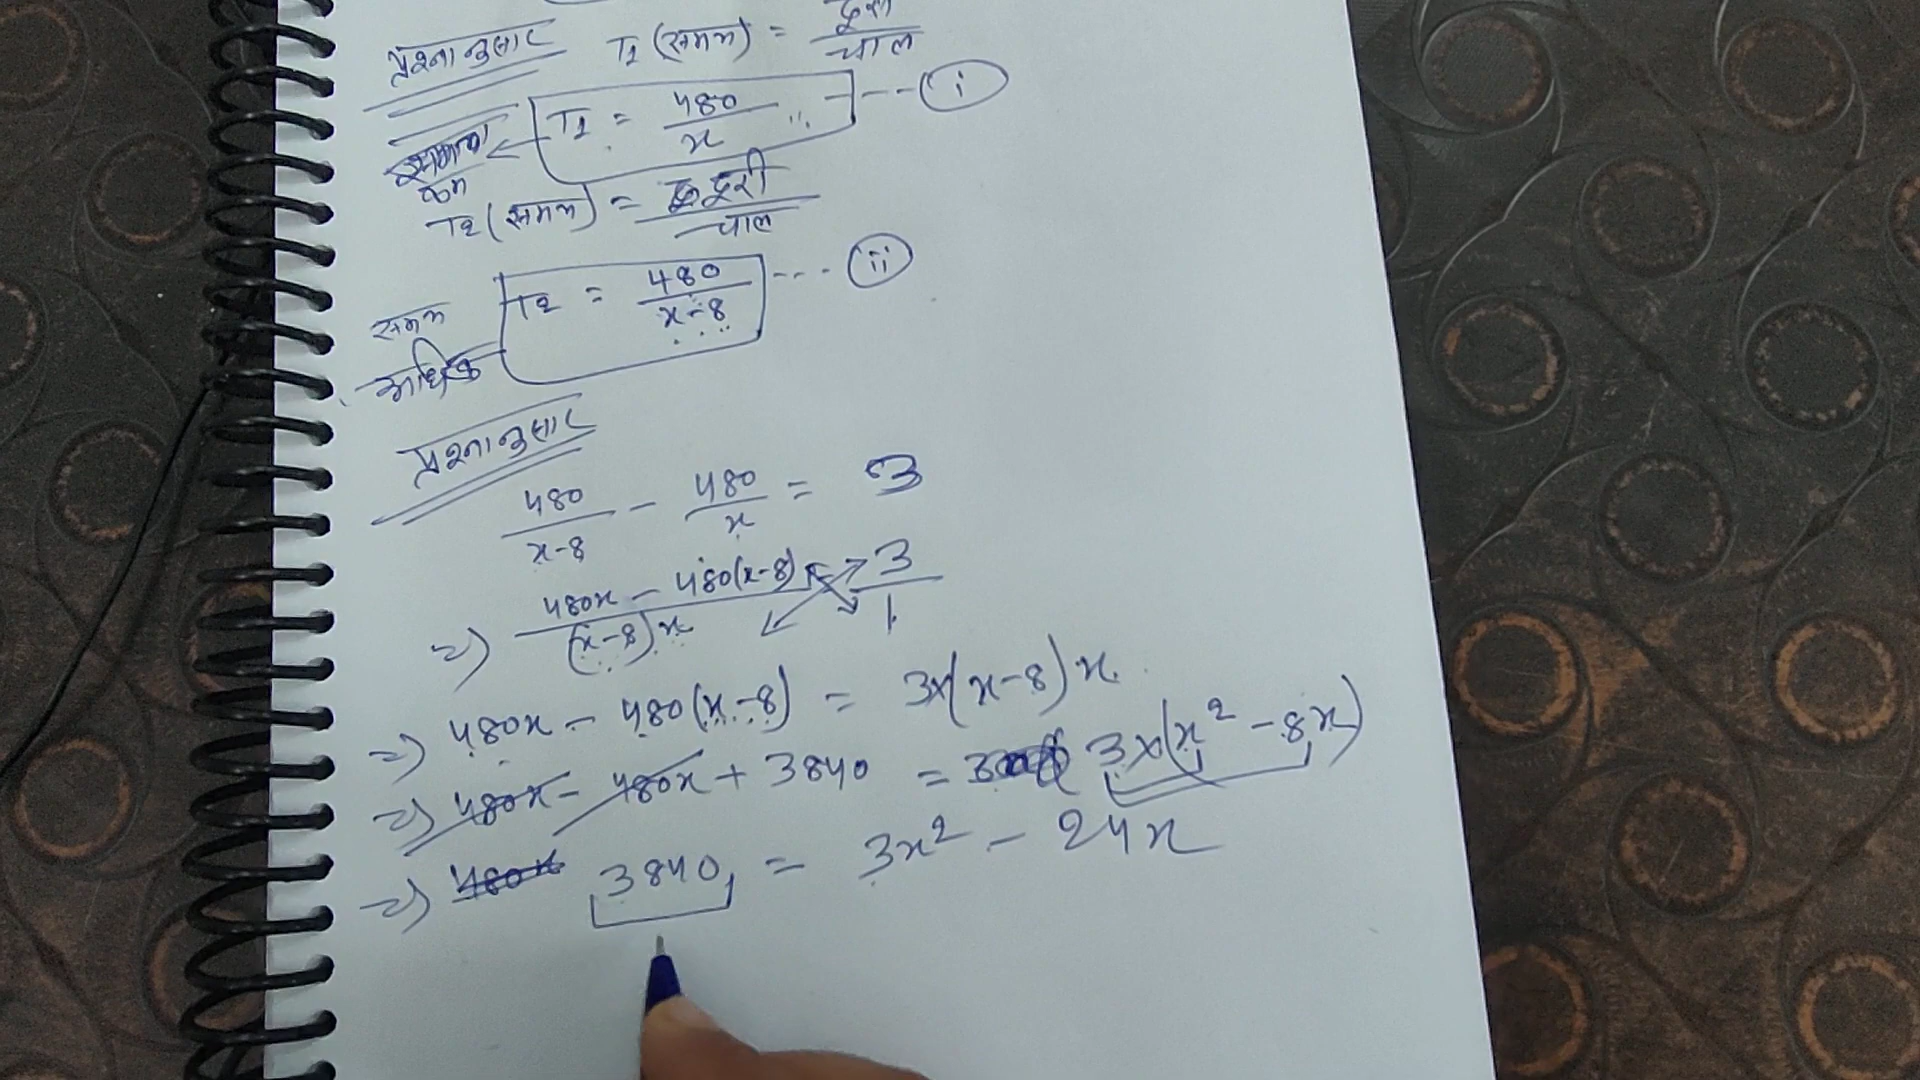 प्रश्नानुसार T1 (समय) = दूरी / चाल
T1 = 480 / x --- (i)
कम
T2 (समय) = दूरी / चाल
T2 = 480 / x-8 --- (ii)
समय
अधिक
प्रश्नानुसार
480 / x-8 - 480 / x = 3
=) 480x - 480(x-8) / (x-8)x = 3 / 1
=) 480x - 480(x-8) = 3x(x-8)x
=) 480x - 480x + 3840 = 3x(x² - 8x)
=) 3840 = 3x² - 24x